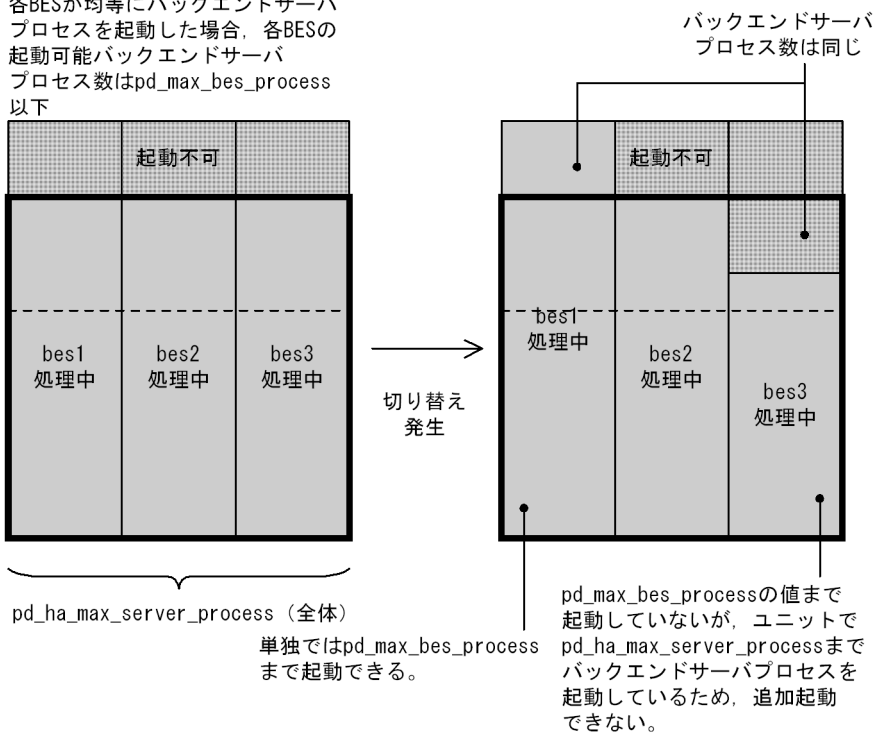 各BESが均等にバックエンドサーバ
プロセスを起動した場合，各BESの
起動可能バックエンドサーバ
プロセス数はpd_max_bes_process
以下
バックエンドサーバ
プロセス数は同じ
起動不可
起動不可
bes1
処理中
bes2
処理中
bes3
処理中
切り替え
発生
bes1
処理中
bes2
処理中
bes3
処理中
pd_ha_max_server_process（全体）
単独ではpd_max_bes_process
まで起動できる。
pd_max_bes_processの値まで
起動していないが，ユニットで
pd_ha_max_server_processまで
バックエンドサーバプロセスを
起動しているため，追加起動
できない。